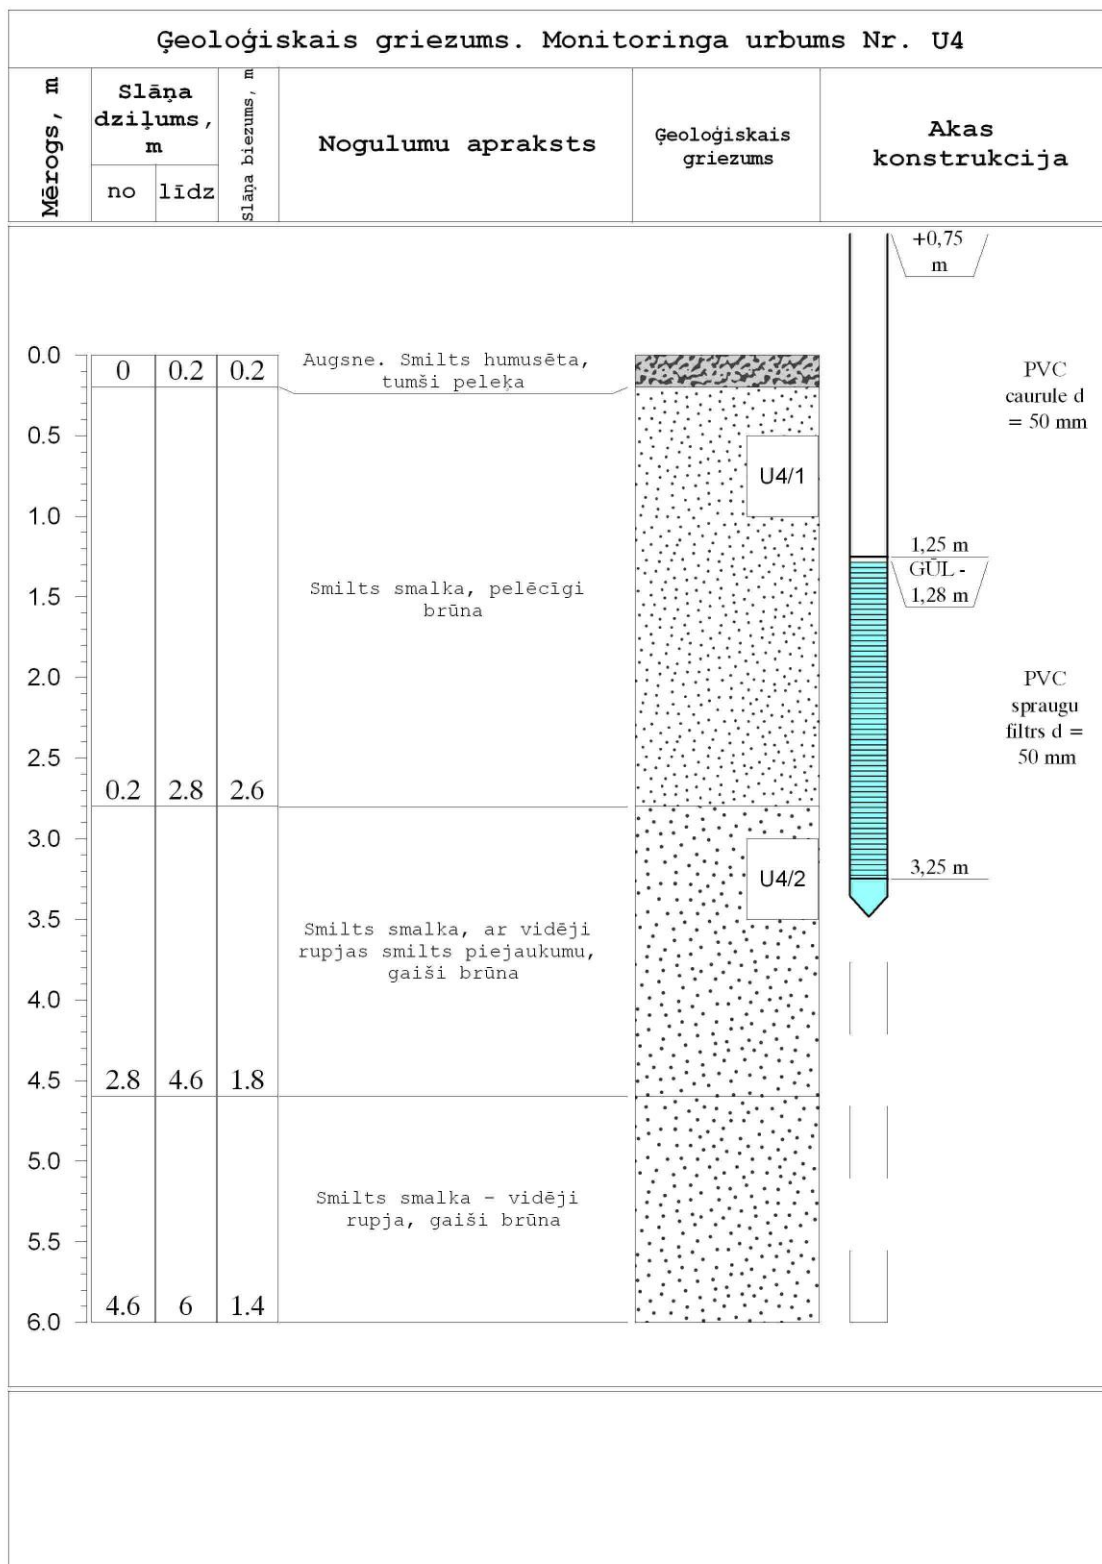 Ģeoloģiskais griezums. Monitoringa urbums Nr. U4
Mērogs, m
Slāņa
dziļums,
m
no
līdz
Slāņa biezums, m
Nogulumu apraksts
Ģeoloģiskais
griezums
Akas
konstrukcija
+0,75
m
0.0
0 0.2 0.2
Augsne. Smilts humusēta,
tumši peleķa
PVC
caurule d
= 50 mm
0.5
U4/1
1.0
1,25 m
GŪL -
1,28 m
1.5
Smilts smalka, pelēcīgi
brūna
2.0
PVC
spraugu
filtrs d =
50 mm
2.5
0.2 2.8 2.6
3.0
U4/2
3,25 m
3.5
Smilts smalka, ar vidēji
rupjas smilts piejaukumu,
gaiši brūna
4.0
4.5
2.8 4.6 1.8
5.0
Smilts smalka – vidēji
rupja, gaiši brūna
5.5
4.6 6 1.4
6.0